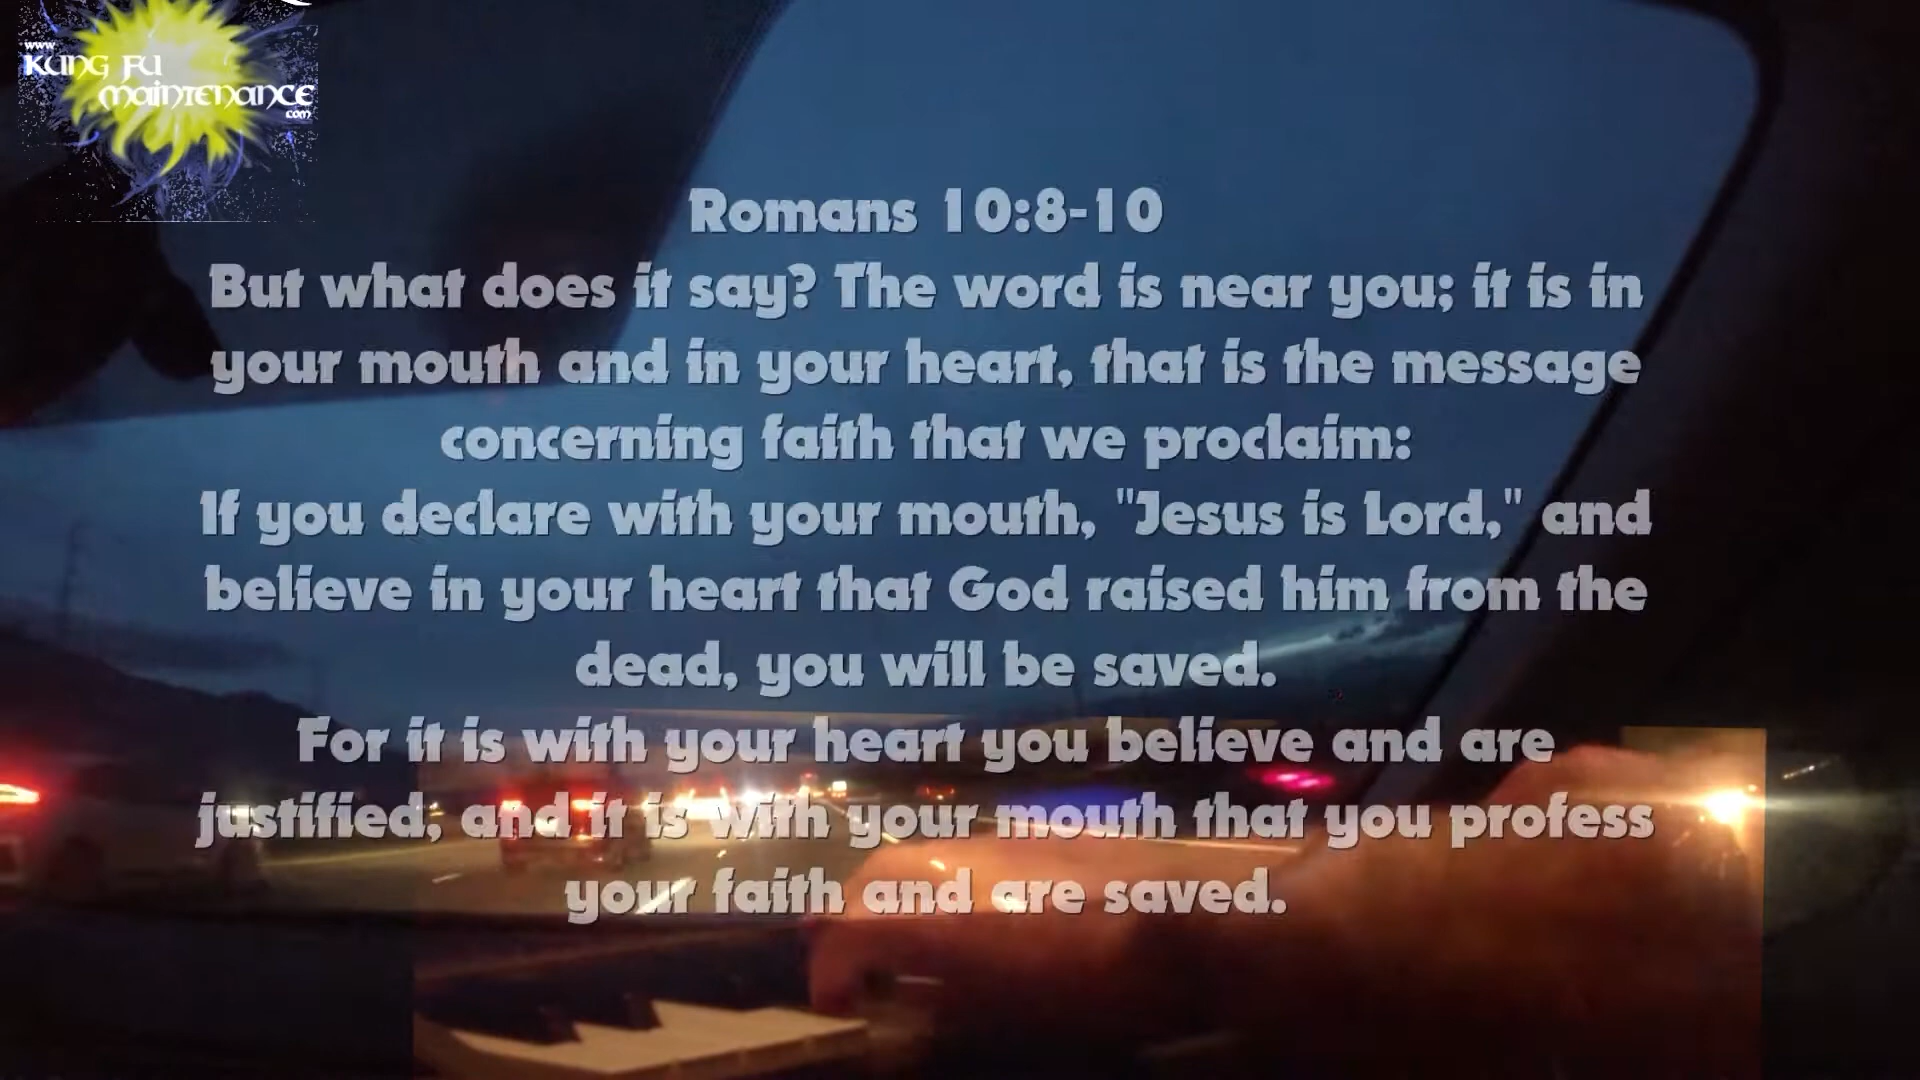 www
Kung Fu
Maintenance
.com
Romans 10:8-10
But what does it say? The word is near you; it is in
your mouth and in your heart, that is the message
concerning faith that we proclaim:
If you declare with your mouth, "Jesus is Lord," and
believe in your heart that God raised him from the
dead, you will be saved.
For it is with your heart you believe and are
justified, and it is with your mouth that you profess
your faith and are saved.